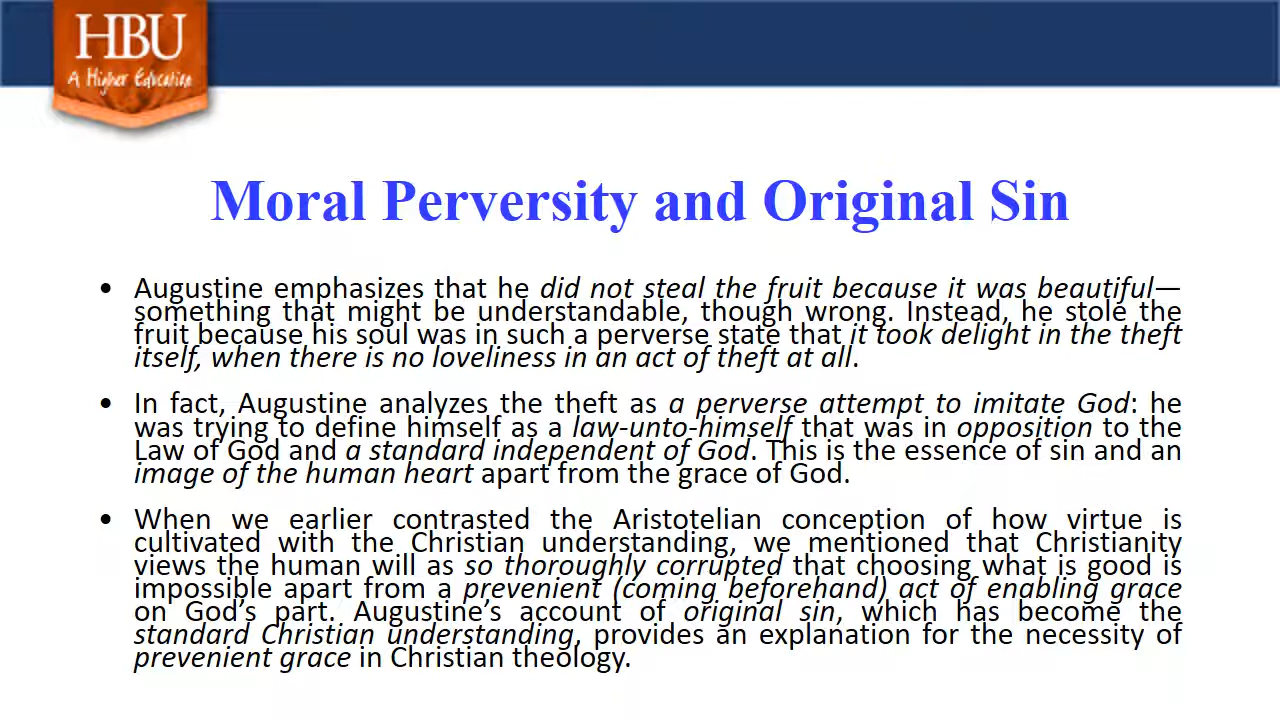 HBU
A Higher Education
Moral Perversity and Original Sin
• Augustine emphasizes that he did not steal the fruit because it was beautiful—
something that might be understandable, though wrong. Instead, he stole the
fruit because his soul was in such a perverse state that it took delight in the theft
itself, when there is no loveliness in an act of theft at all.
• In fact, Augustine analyzes the theft as a perverse attempt to imitate God: he
was trying to define himself as a law-unto-himself that was in opposition to the
Law of God and a standard independent of God. This is the essence of sin and an
image of the human heart apart from the grace of God.
• When we earlier contrasted the Aristotelian conception of how virtue is
cultivated with the Christian understanding, we mentioned that Christianity
views the human will as so thoroughly corrupted that choosing what is good is
impossible apart from a prevenient (coming beforehand) act of enabling grace
on God's part. Augustine's account of original sin, which has become the
standard Christian understanding, provides an explanation for the necessity of
prevenient grace in Christian theology.